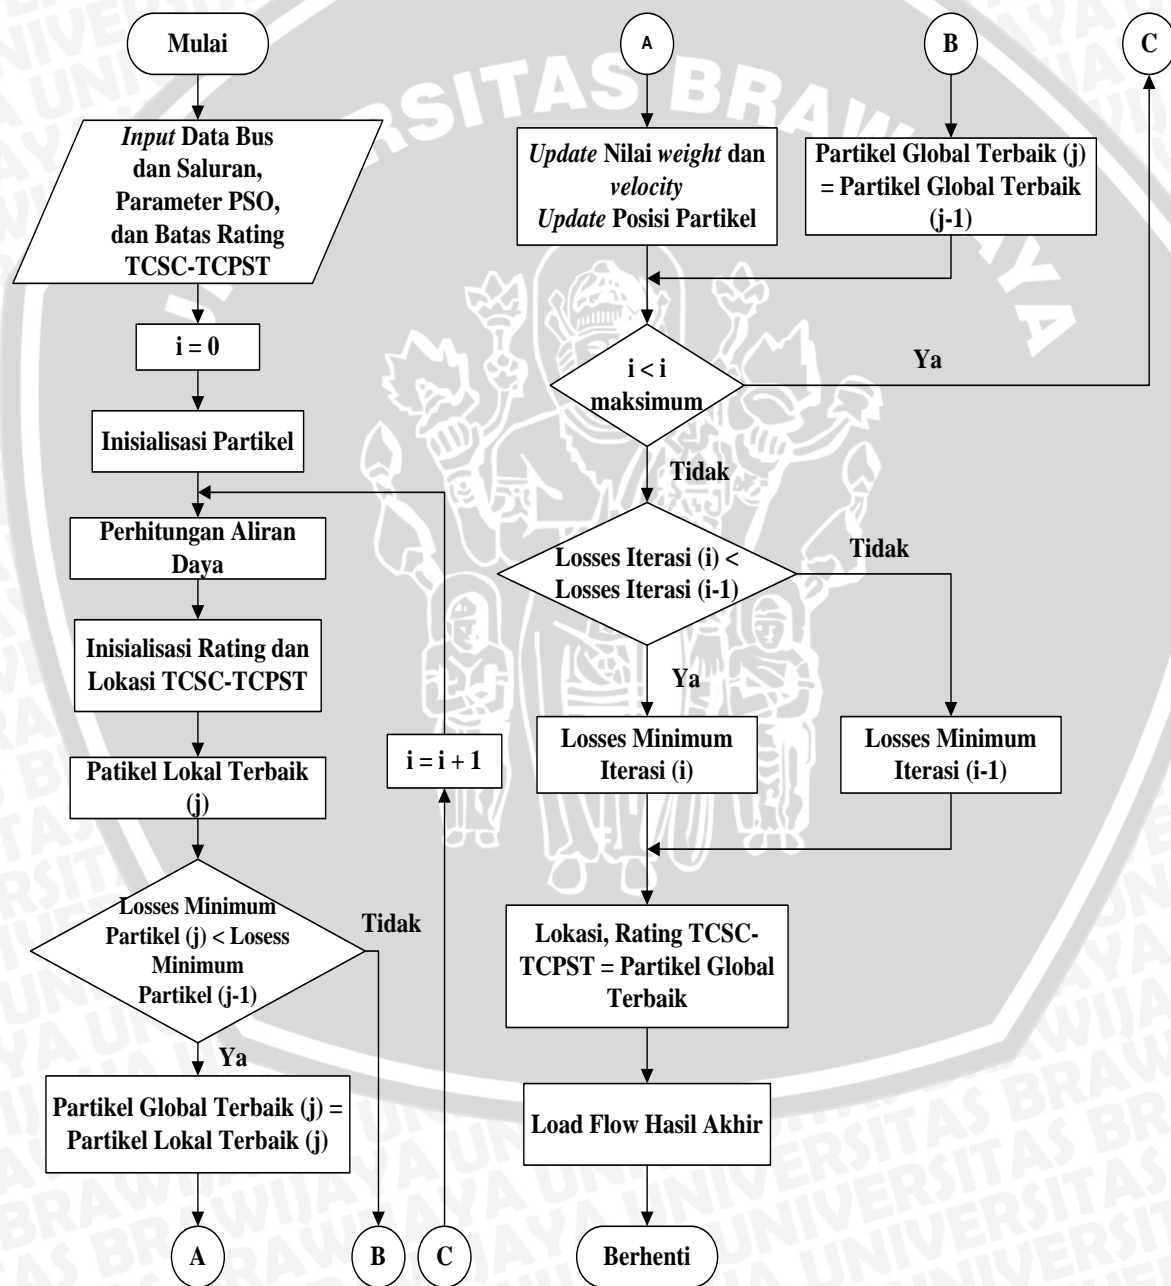 Mulai
Input Data Bus
dan Saluran,
Parameter PSO,
dan Batas Rating
TCSC-TCPST
i = 0
Inisialisasi Partikel
Perhitungan Aliran
Daya
Inisialisasi Rating dan
Lokasi TCSC-TCPST
Patikel Lokal Terbaik
(j)
Losses Minimum
Partikel (j) < Losess
Minimum
Partikel (j-1)
Tidak
Ya
Partikel Global Terbaik (j) =
Partikel Lokal Terbaik (j)
A
B
C
i = i + 1
A
Update Nilai weight dan
velocity
Update Posisi Partikel
B
Partikel Global Terbaik (j)
= Partikel Global Terbaik
(j-1)
C
i < i
maksimum
Ya
Tidak
Losses Iterasi (i) <
Losses Iterasi (i-1)
Tidak
Ya
Losses Minimum
Iterasi (i)
Losses Minimum
Iterasi (i-1)
Lokasi, Rating TCSC-
TCPST = Partikel Global
Terbaik
Load Flow Hasil Akhir
Berhenti